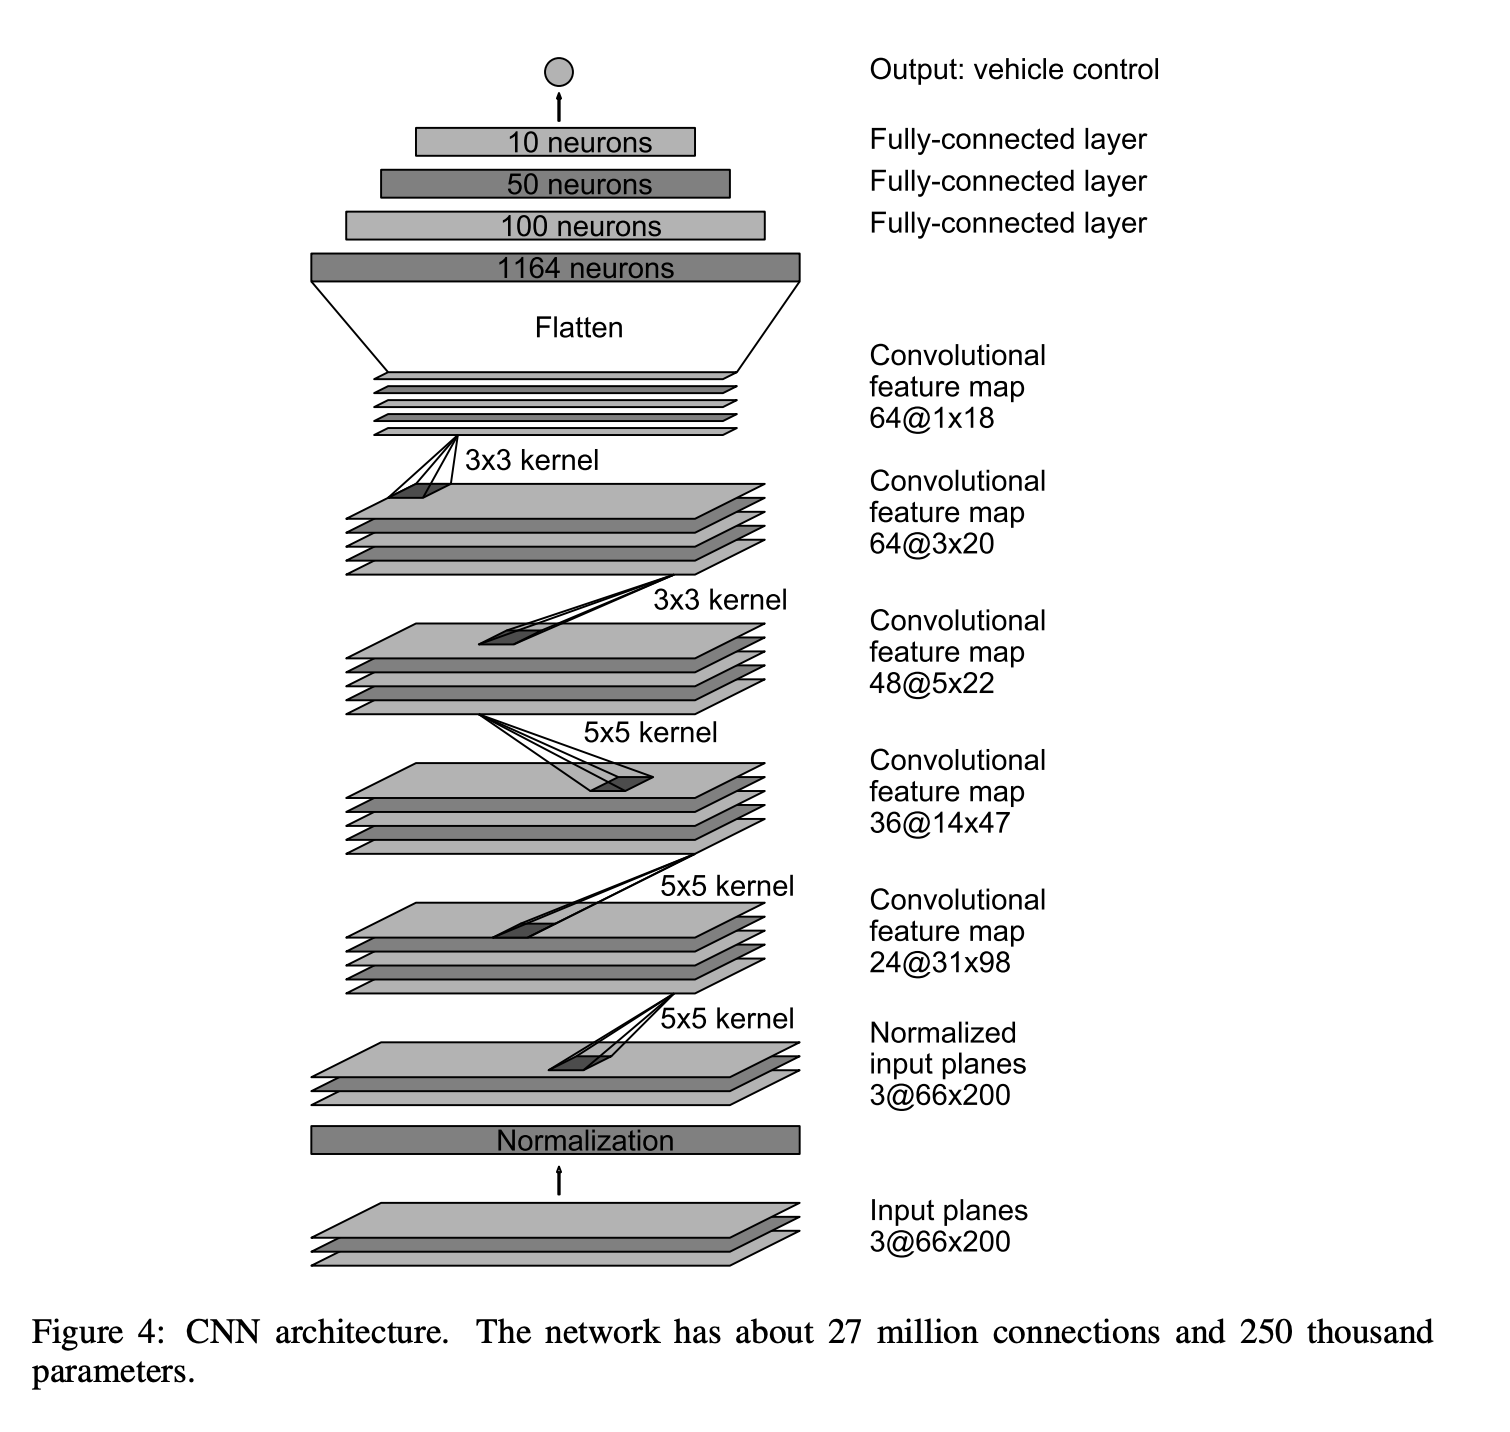 Output: vehicle control
10 neurons
Fully-connected layer
50 neurons
Fully-connected layer
100 neurons
Fully-connected layer
1164 neurons
Flatten
Convolutional
feature map
64@1x18
3x3 kernel
Convolutional
feature map
64@3x20
3x3 kernel
Convolutional
feature map
48@5x22
5x5 kernel
Convolutional
feature map
36@14x47
5x5 kernel
Convolutional
feature map
24@31x98
5x5 kernel
Normalized
input planes
3@66x200
Normalization
Input planes
3@66x200
Figure 4: CNN architecture. The network has about 27 million connections and 250 thousand
parameters.